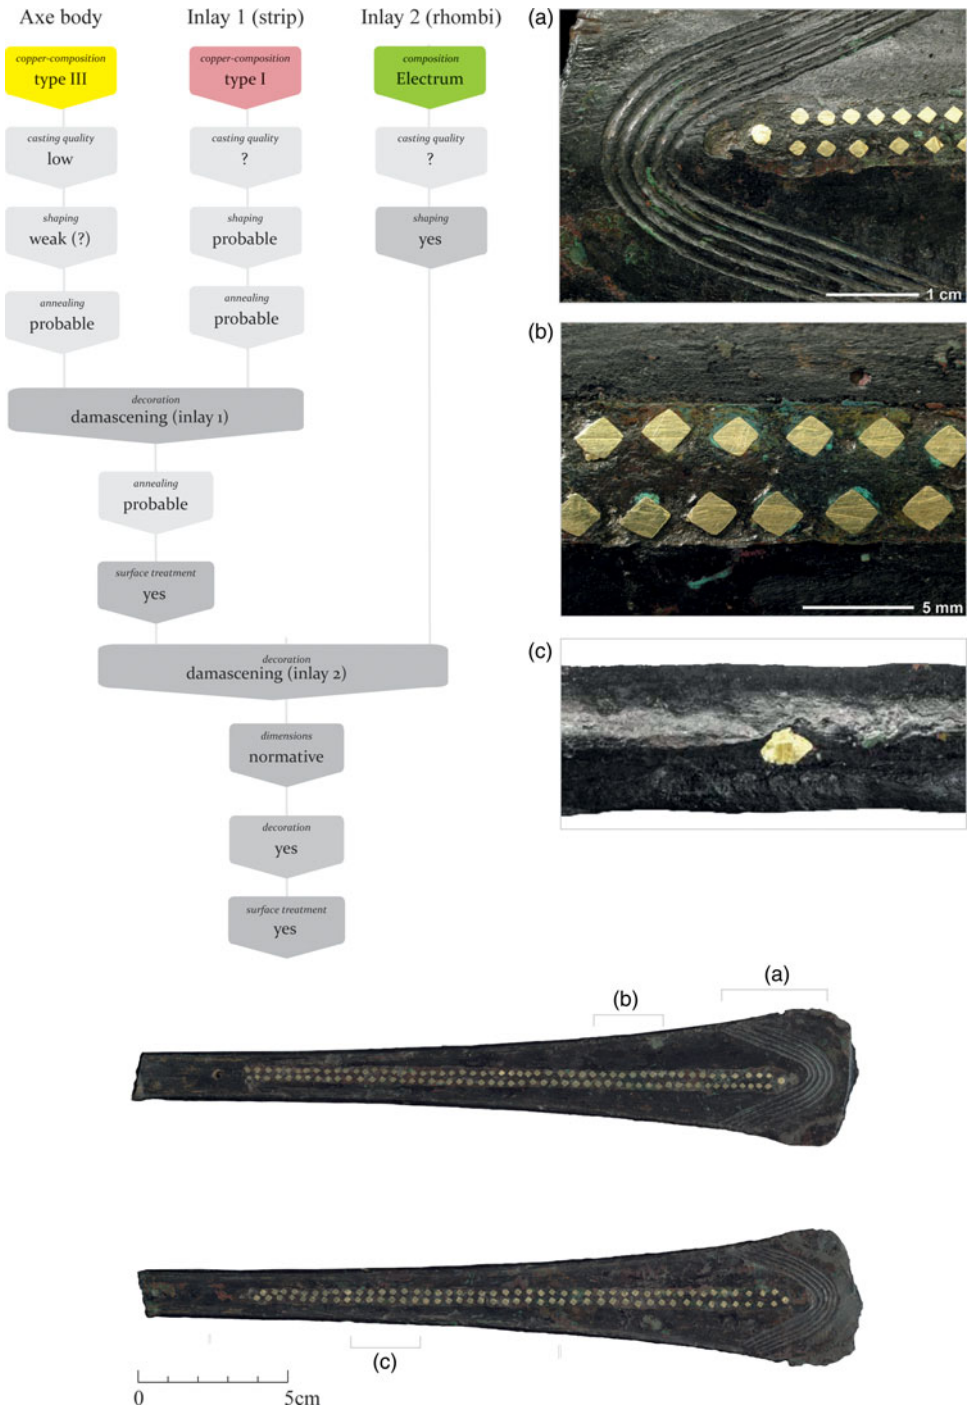 Axe body
Inlay 1 (strip)
Inlay 2 (rhombi)
copper-composition
type III
copper-composition
type I
composition
Electrum
casting quality
low
casting quality
?
casting quality
?
shaping
weak (?)
shaping
probable
shaping
yes
annealing
probable
annealing
probable
decoration
damascening (inlay 1)
annealing
probable
surface treatment
yes
decoration
damascening (inlay 2)
dimensions
normative
decoration
yes
surface treatment
yes
(a)
1 cm
(b)
5 mm
(c)
(a)
(b)
(c)
0 5cm